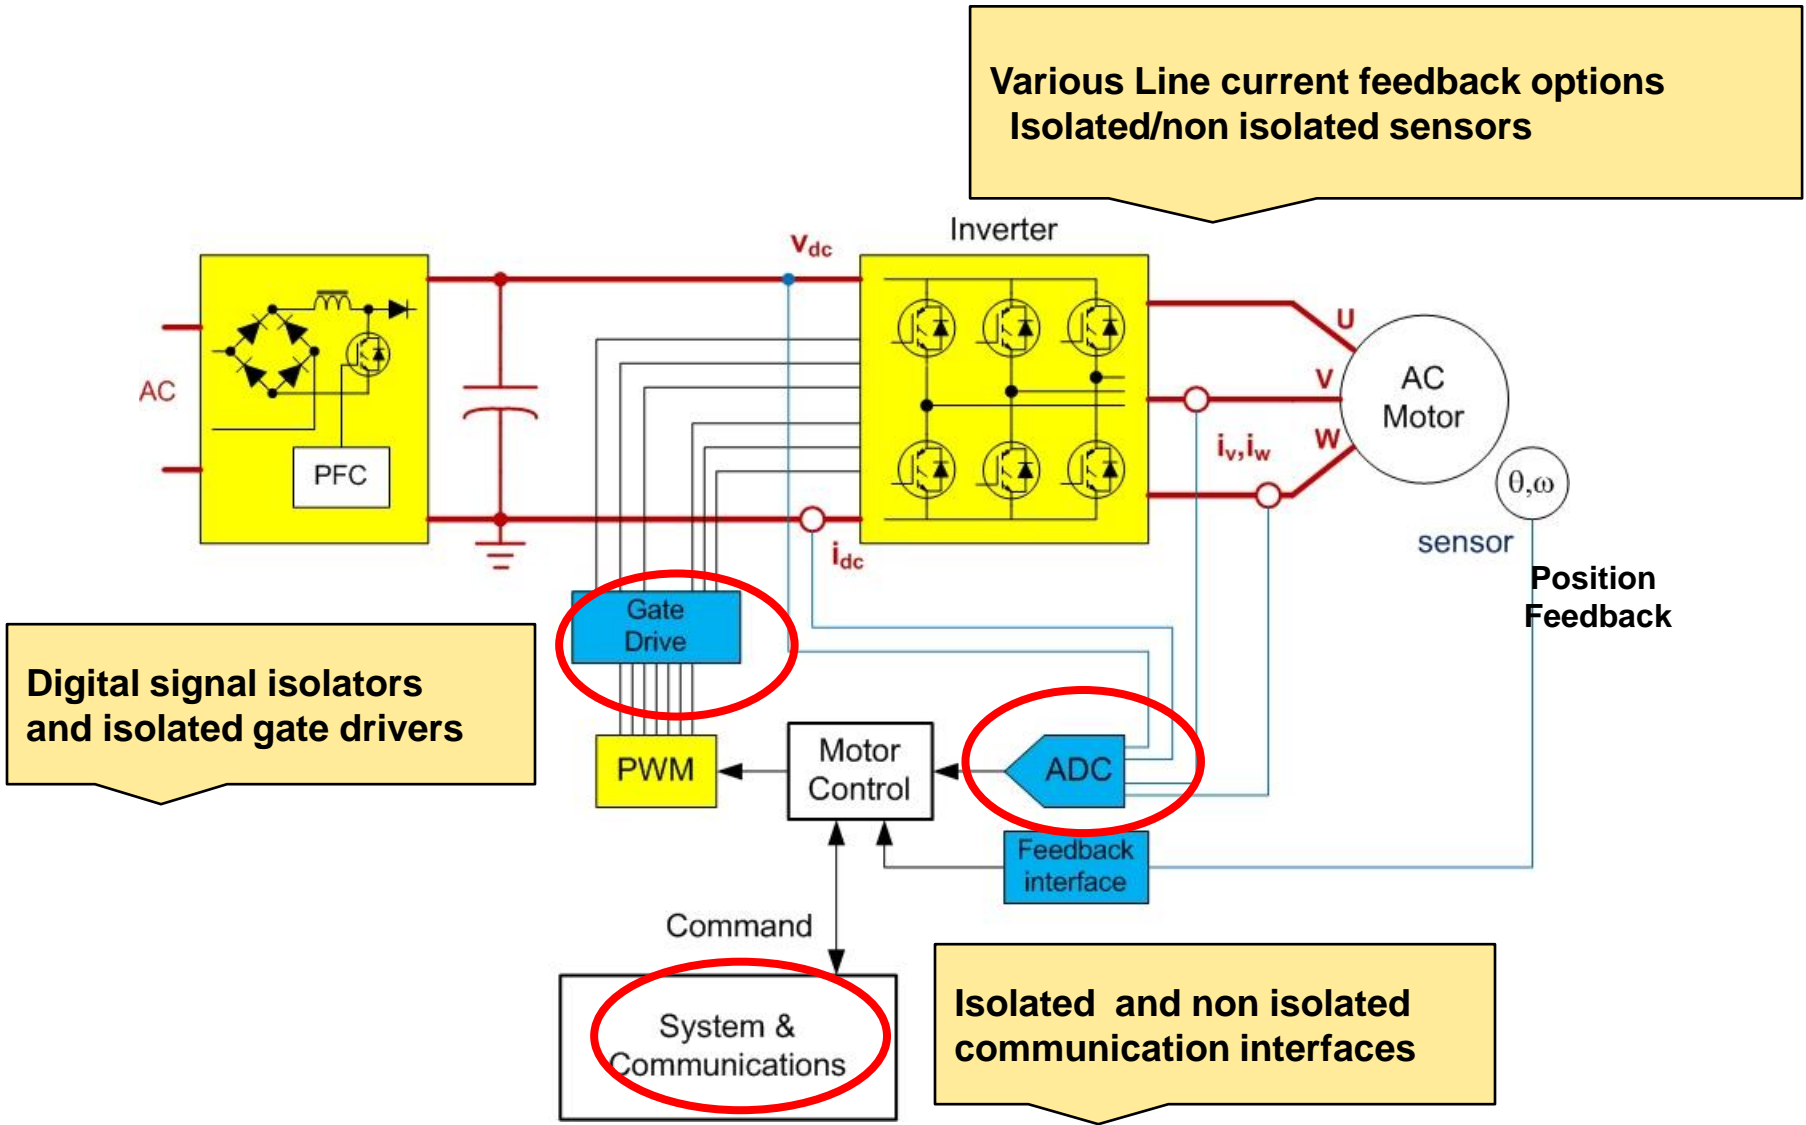 Various Line current feedback options
Isolated/non isolated sensors
Inverter
vdc
U
AC
Motor
V
AC
W
iv,iw
PFC
θ,ω
sensor
idc
Position
Feedback
Gate
Drive
Digital signal isolators
and isolated gate drivers
PWM
Motor
Control
ADC
Feedback
interface
Command
System &
Communications
Isolated and non isolated
communication interfaces